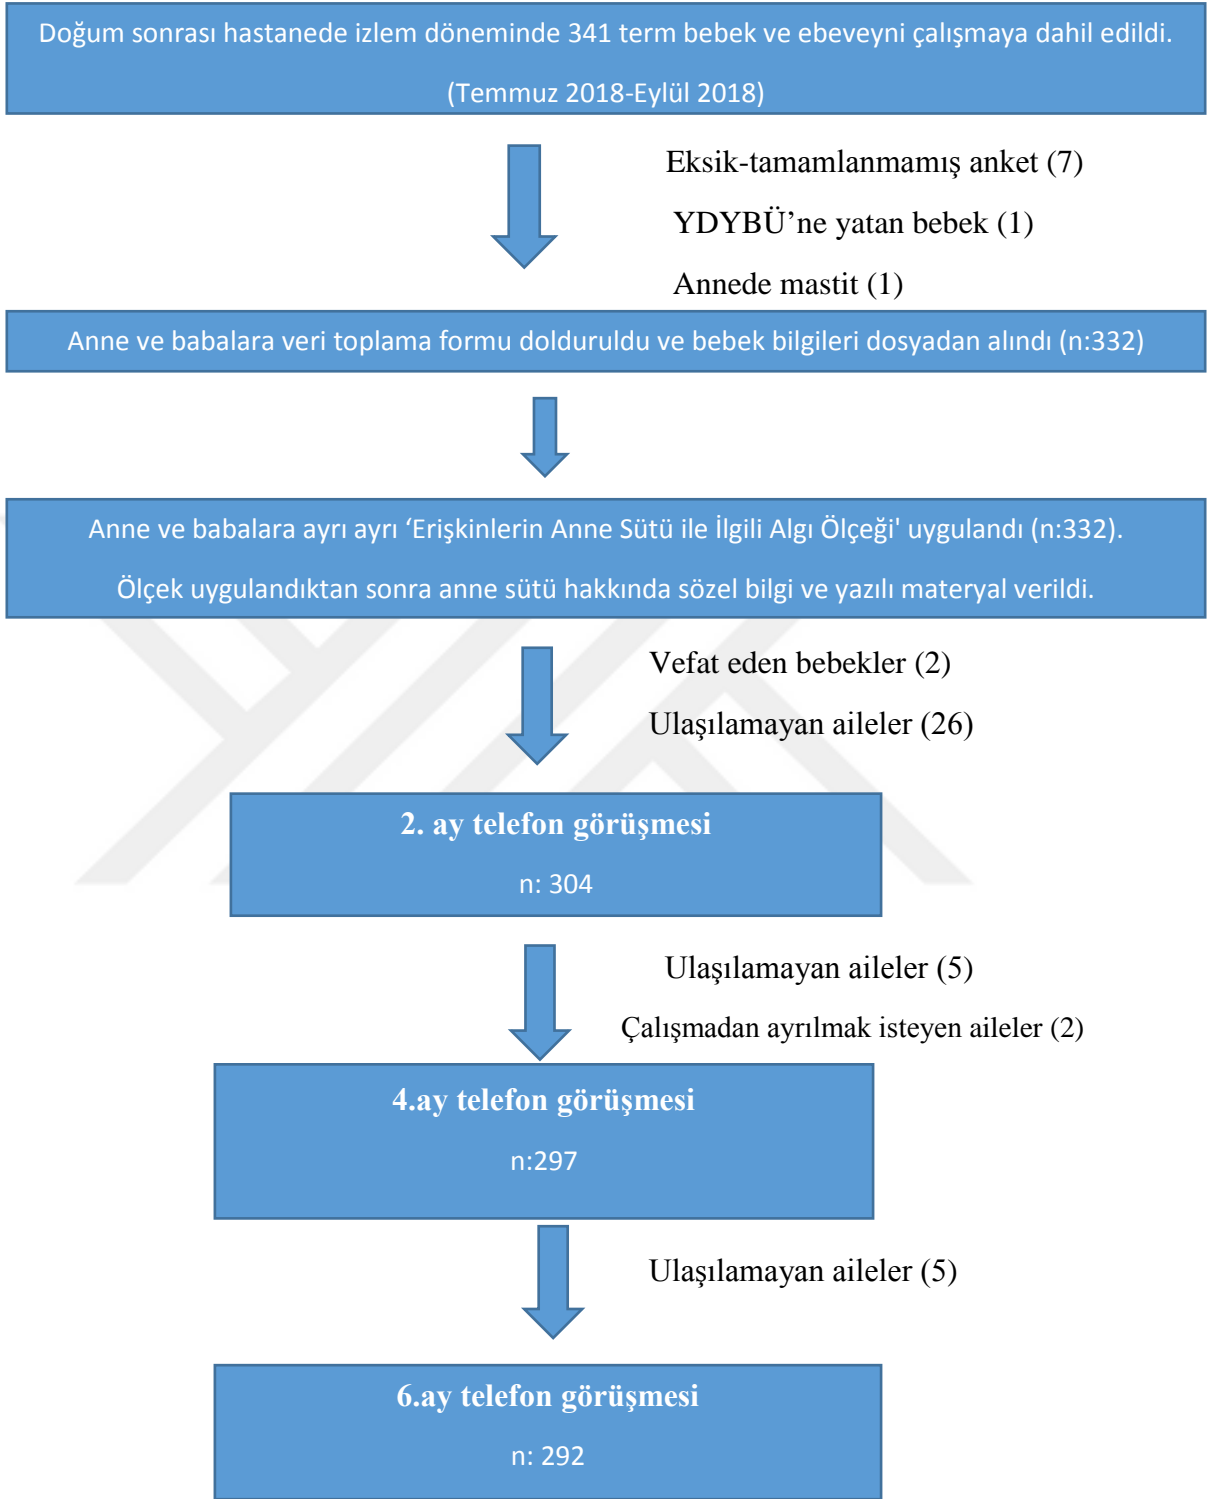 Doğum sonrası hastanede izlem döneminde 341 term bebek ve ebeveyni çalışmaya dahil edildi.
(Temmuz 2018-Eylül 2018)
Eksik-tamamlanmamış anket (7)
YDYBÜ’ne yatan bebek (1)
Annede mastit (1)
Anne ve babalara veri toplama formu dolduruldu ve bebek bilgileri dosyadan alındı (n:332)
Anne ve babalara ayrı ayrı ‘Erişkinlerin Anne Sütü ile İlgili Algı Ölçeği' uygulandı (n:332).
Ölçek uygulandıktan sonra anne sütü hakkında sözel bilgi ve yazılı materyal verildi.
Vefat eden bebekler (2)
Ulaşılamayan aileler (26)
2. ay telefon görüşmesi
n: 304
Ulaşılamayan aileler (5)
Çalışmadan ayrılmak isteyen aileler (2)
4.ay telefon görüşmesi
n:297
Ulaşılamayan aileler (5)
6.ay telefon görüşmesi
n: 292